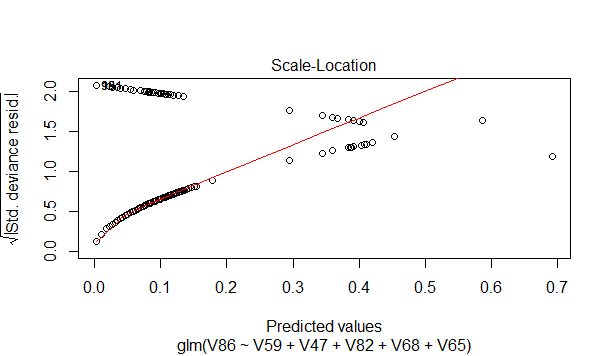 Scale-Location
√|Std. deviance resid.|
2.0
1.5
1.0
0.5
0.0
0.0 0.1 0.2 0.3 0.4 0.5 0.6 0.7
Predicted values
glm(V86 ~ V59 + V47 + V82 + V68 + V65)